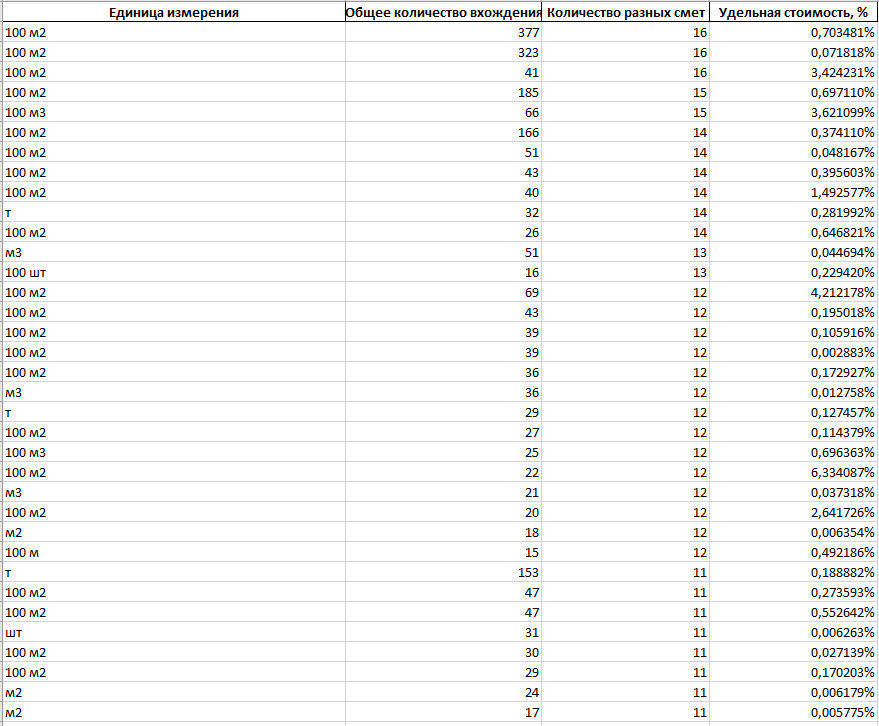 Единица измерения Общее количество вхождения Количество разных смет Удельная стоимость, %
100 м2 377 16 0,703481%
100 м2 323 16 0,071818%
100 м2 41 16 3,424231%
100 м2 185 15 0,697110%
100 м3 66 15 3,621099%
100 м2 166 14 0,374110%
100 м2 51 14 0,048167%
100 м2 43 14 0,395603%
100 м2 40 14 1,492577%
т 32 14 0,281992%
100 м2 26 14 0,646821%
м3 51 13 0,044694%
100 шт 16 13 0,229420%
100 м2 69 12 4,212178%
100 м2 43 12 0,195018%
100 м2 39 12 0,105916%
100 м2 39 12 0,002883%
100 м2 36 12 0,172927%
м3 36 12 0,012758%
т 29 12 0,127457%
100 м2 27 12 0,114379%
100 м3 25 12 0,696363%
100 м2 22 12 6,334087%
м3 21 12 0,037318%
100 м2 20 12 2,641726%
м2 18 12 0,006354%
100 м 15 12 0,492186%
т 153 11 0,188882%
100 м2 47 11 0,273593%
100 м2 47 11 0,552642%
шт 31 11 0,006263%
100 м2 30 11 0,027139%
100 м2 29 11 0,170203%
м2 24 11 0,006179%
м2 17 11 0,005775%